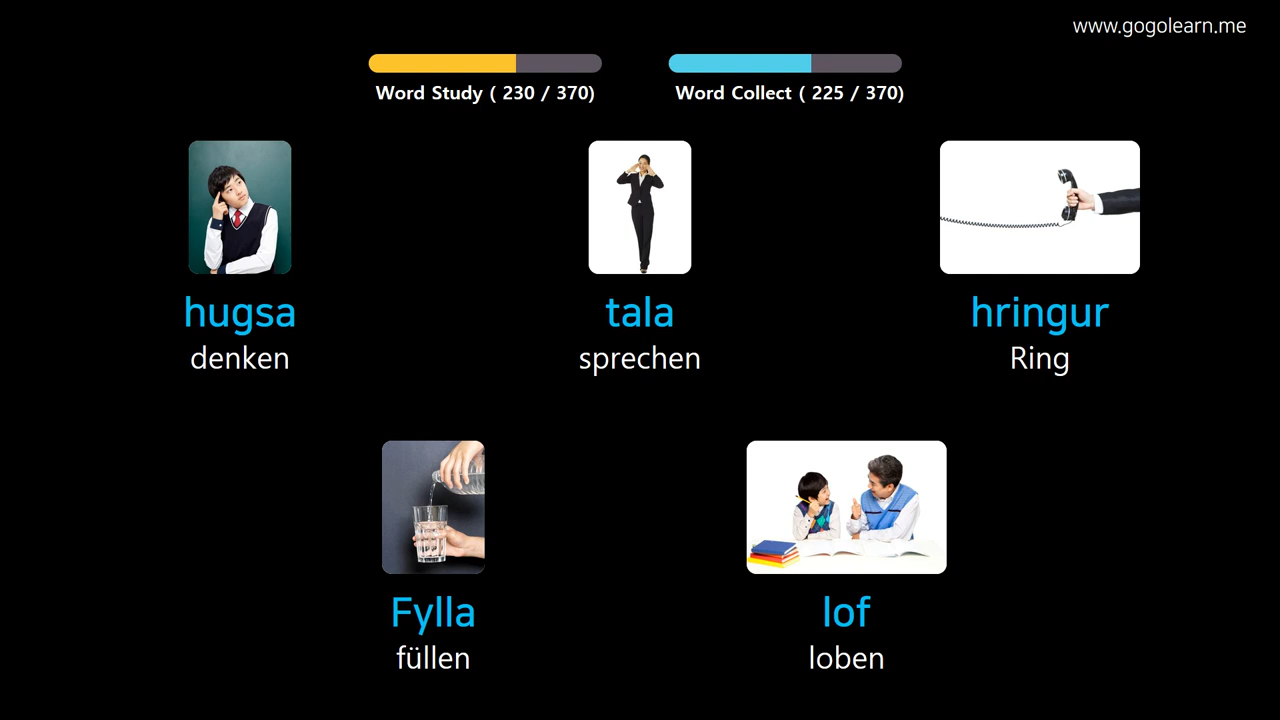 www.gogolearn.me
Word Study ( 230 / 370)
Word Collect ( 225 / 370)
hugsa
denken
tala
sprechen
hringur
Ring
Fylla
füllen
lof
loben